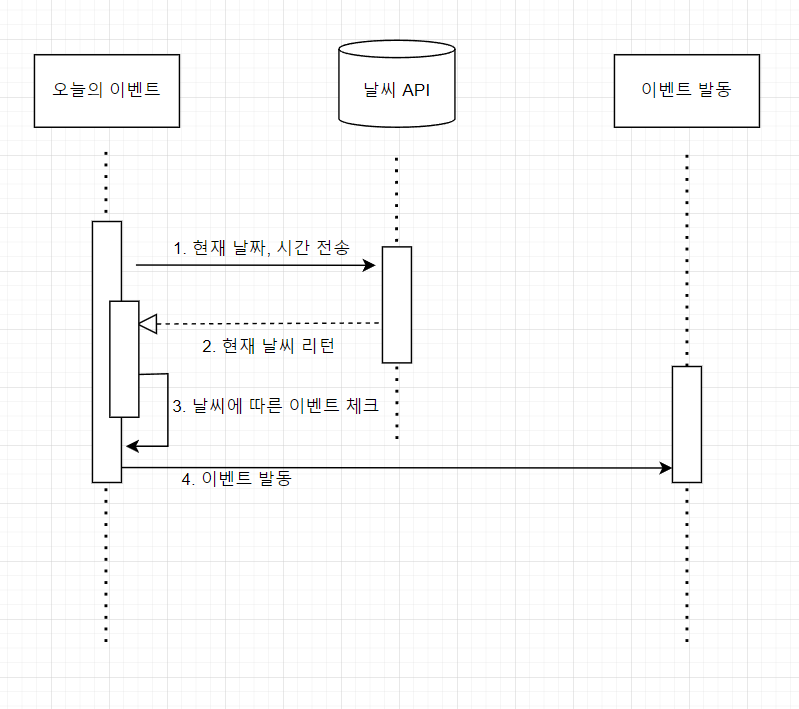 오늘의 이벤트
날씨 API
이벤트 발동
1. 현재 날짜, 시간 전송
2. 현재 날씨 리턴
3. 날씨에 따른 이벤트 체크
4. 이벤트 발동